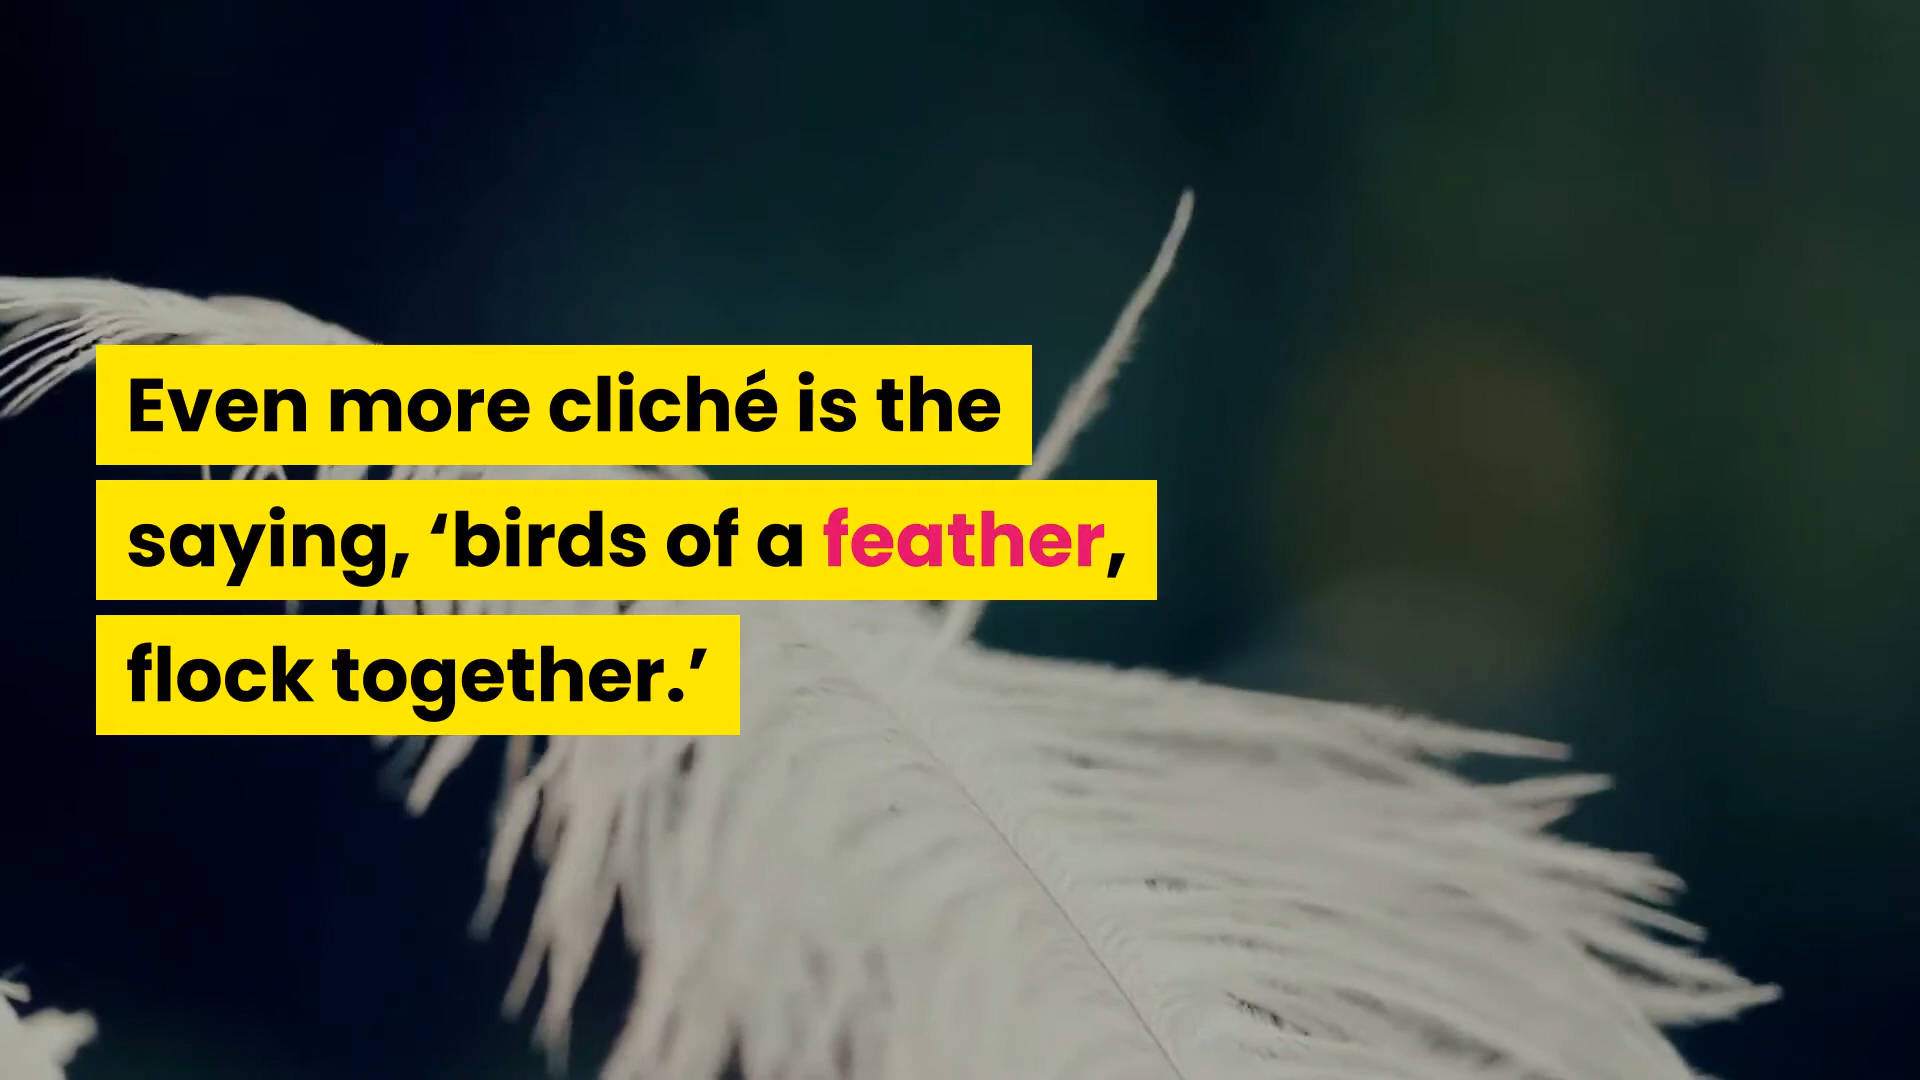 Even more cliché is the
saying, ‘birds of a feather,
flock together.’